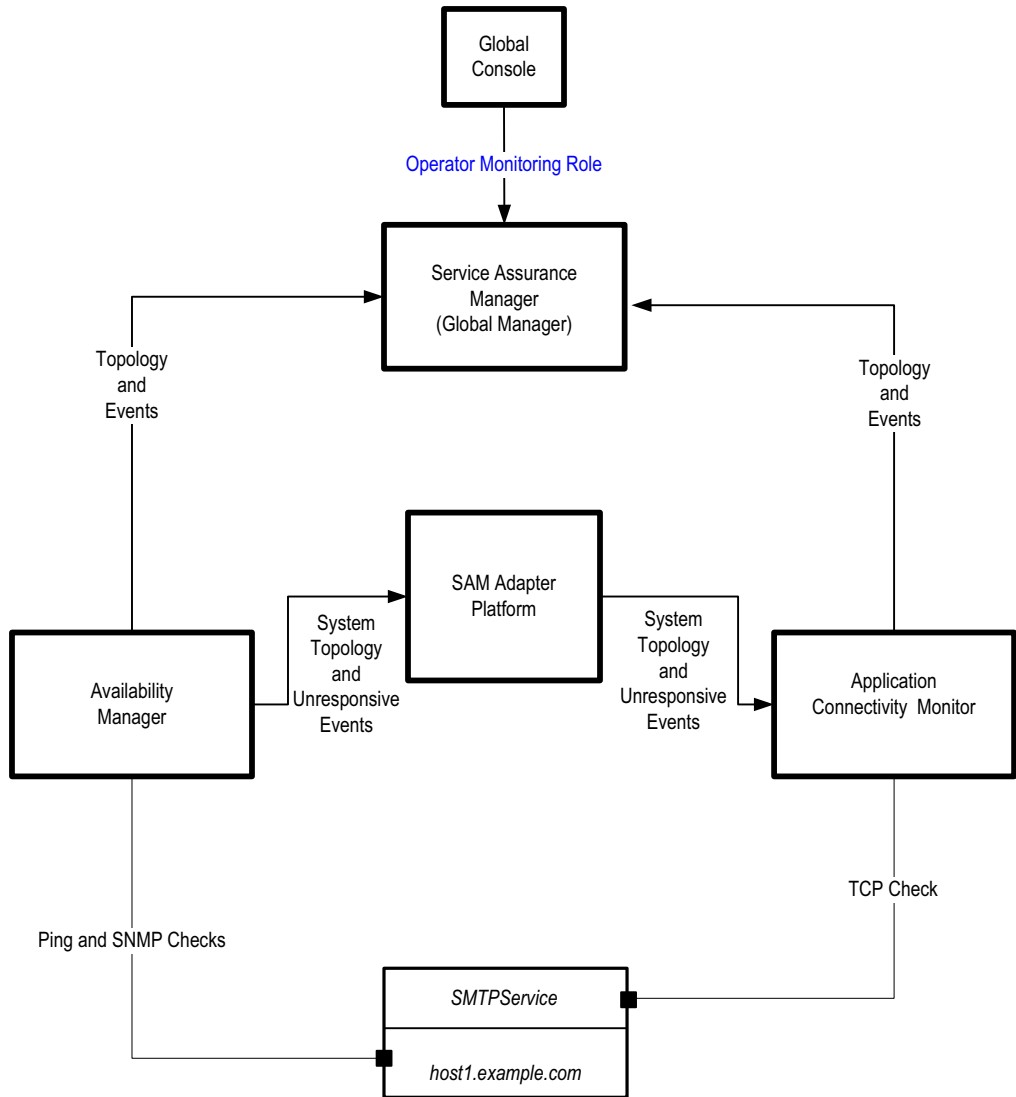 Global
Console
Operator Monitoring Role
Service Assurance
Manager
(Global Manager)
Topology
and
Events
Topology
and
Events
SAM Adapter
Platform
System
Topology
and
Unresponsive
Events
System
Topology
and
Unresponsive
Events
Availability
Manager
Application
Connectivity Monitor
TCP Check
Ping and SNMP Checks
SMTPService
host1.example.com